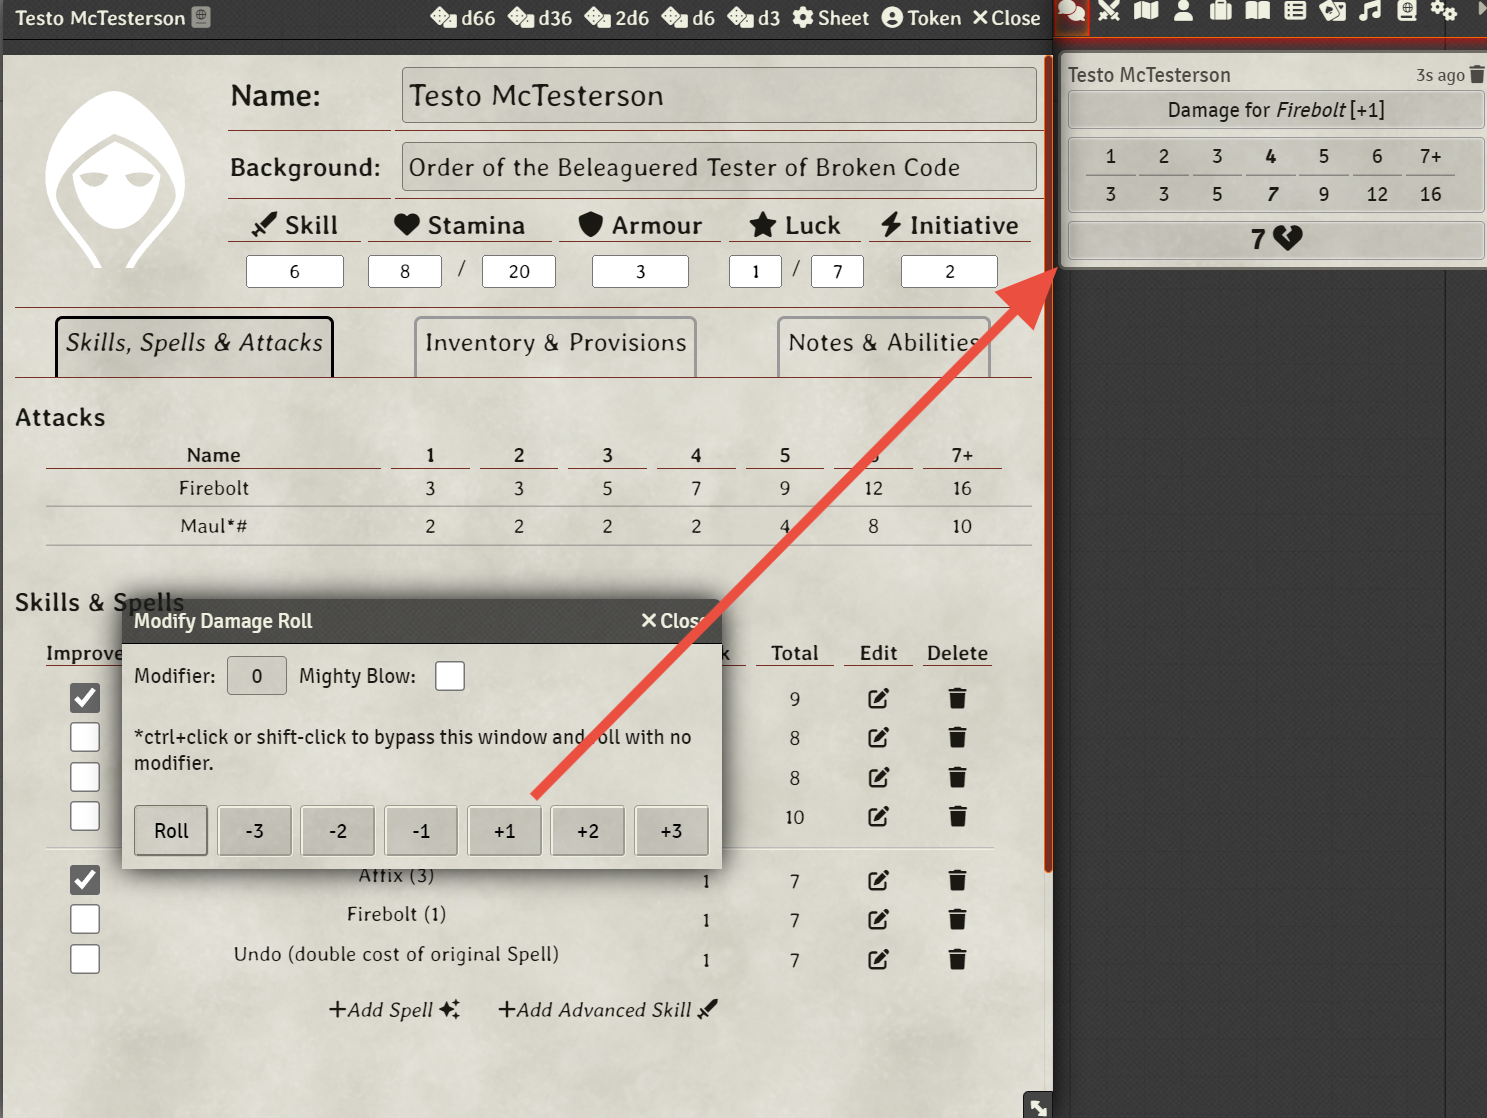 Testo McTesterson d66 d36 2d6 d6 d3 Sheet Token Close
Name: Testo McTesterson
Background: Order of the Beleaguered Tester of Broken Code
Skill Stamina Armour Luck Initiative
6 8 / 20 3 1 / 7 2
Skills, Spells & Attacks Inventory & Provisions Notes & Abilities
Attacks
Name 1 2 3 4 5 7+
Firebolt 3 3 5 7 9 12 16
Maul*# 2 2 2 2 4 8 10
Skills & Spells
Improve Total Edit Delete
9
8
8
10
Modify Damage Roll Close
Modifier: 0 Mighty Blow:
*ctrl+click or shift-click to bypass this window and roll with no
modifier.
Roll -3 -2 -1 +1 +2 +3
Affix (3) 1 7
Firebolt (1) 1 7
Undo (double cost of original Spell) 1 7
+Add Spell +Add Advanced Skill
Testo McTesterson 3s ago
Damage for Firebolt [+1]
1 2 3 4 5 6 7+
3 3 5 7 9 12 16
7